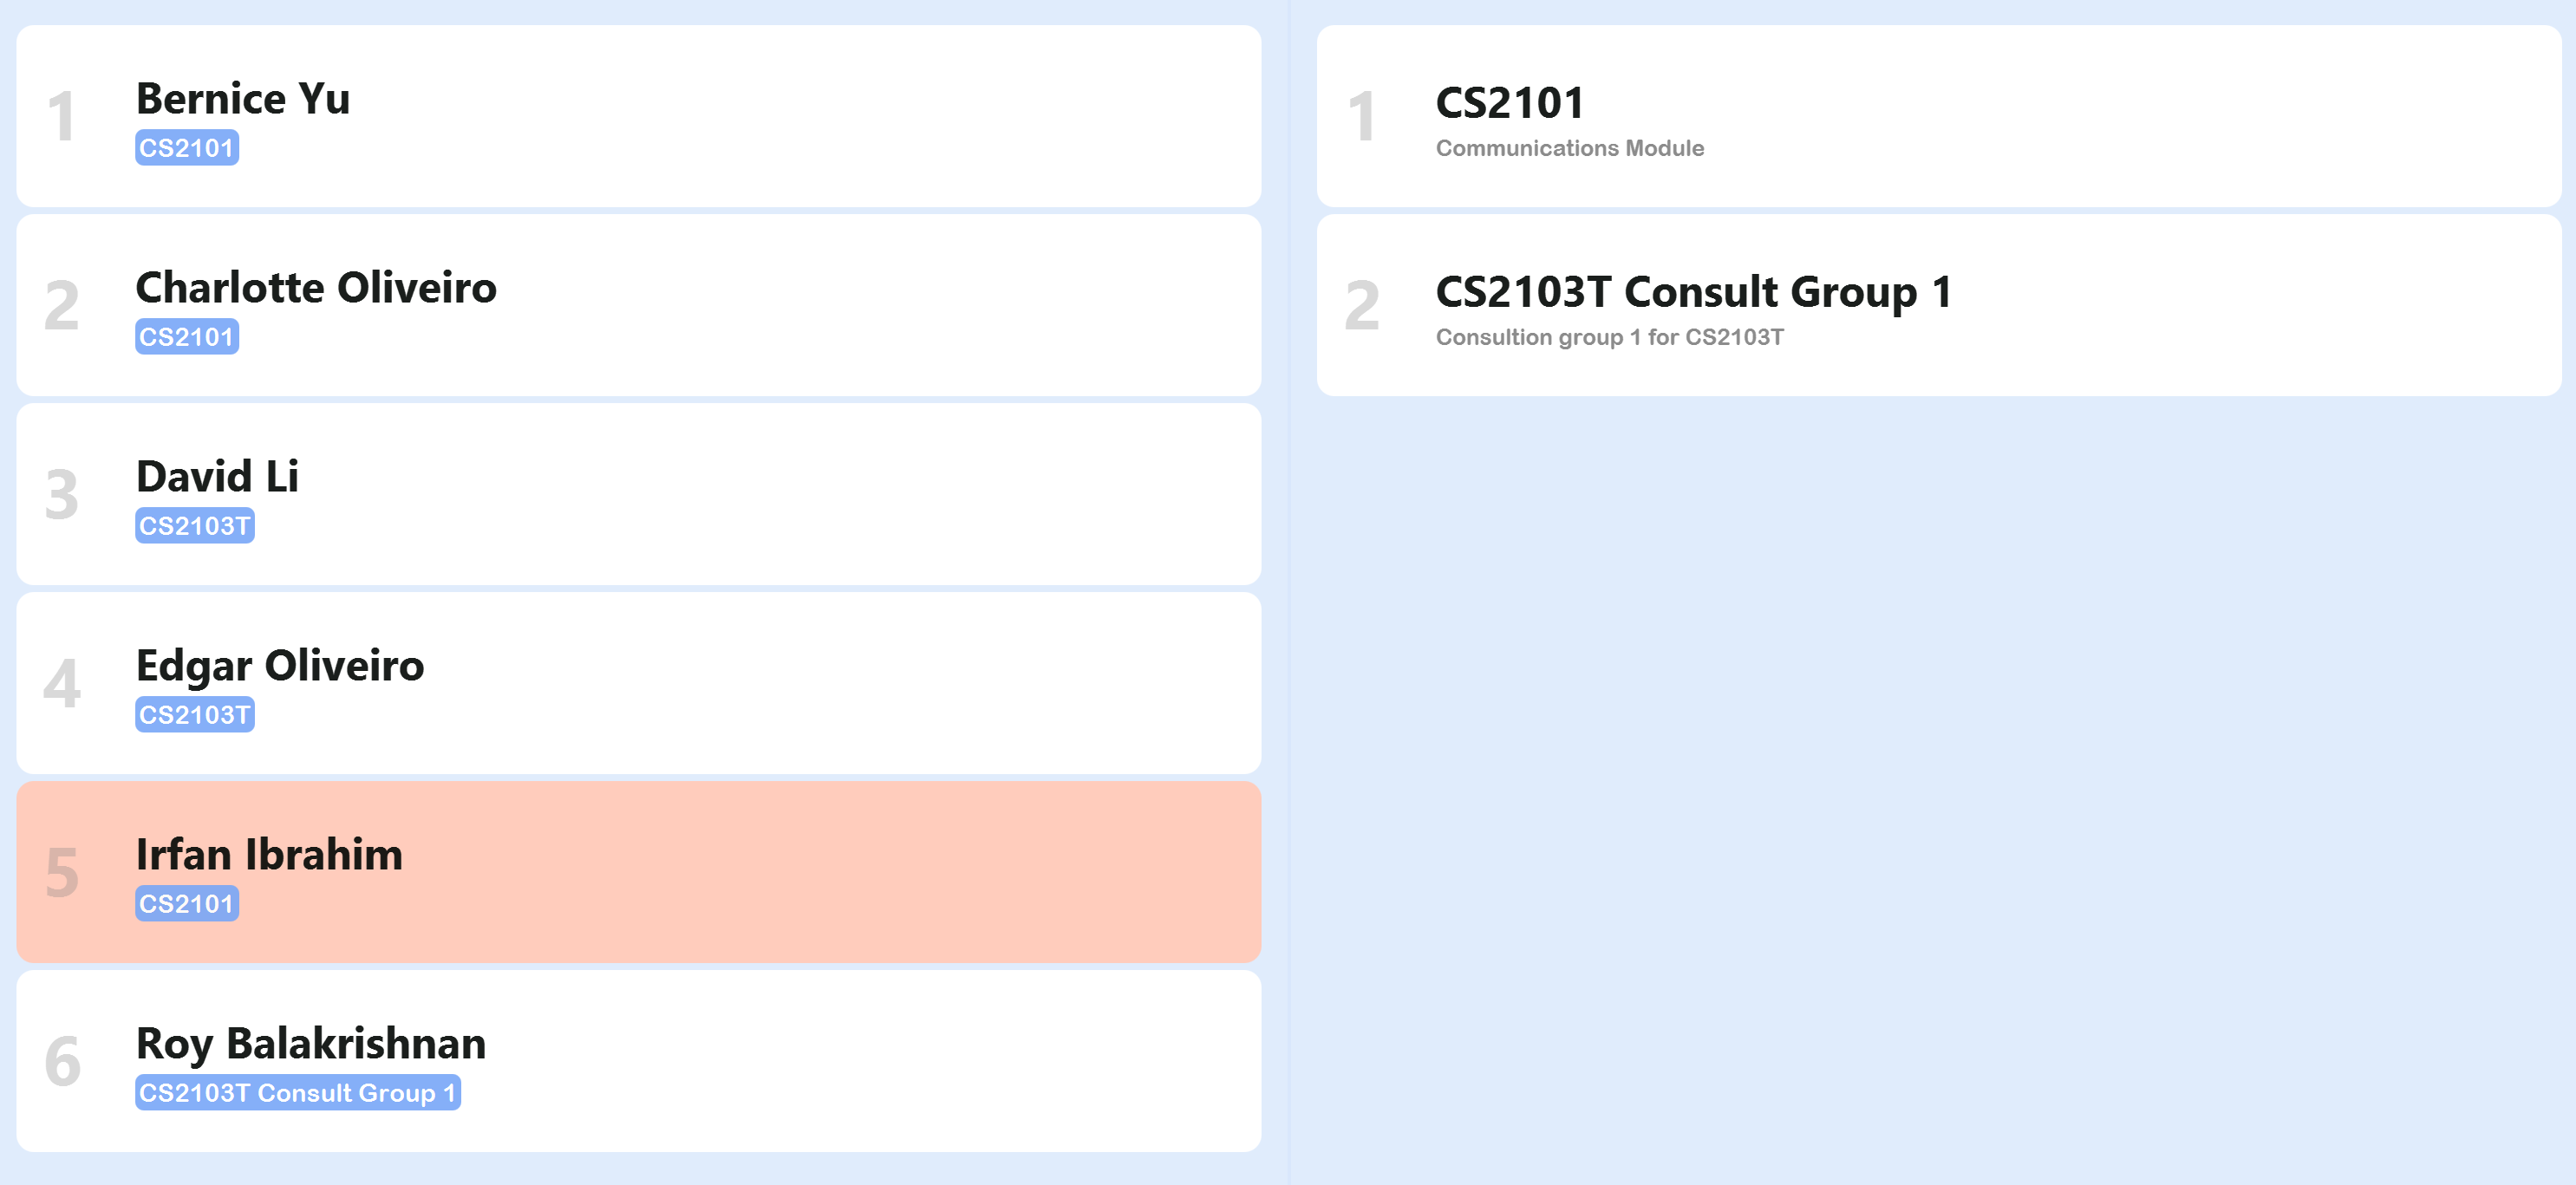 1
Bernice Yu
CS2101
2
Charlotte Oliveiro
CS2101
3
David Li
CS2103T
4
Edgar Oliveiro
CS2103T
5
Irfan Ibrahim
CS2101
6
Roy Balakrishnan
CS2103T Consult Group 1
1
CS2101
Communications Module
2
CS2103T Consult Group 1
Consultion group 1 for CS2103T